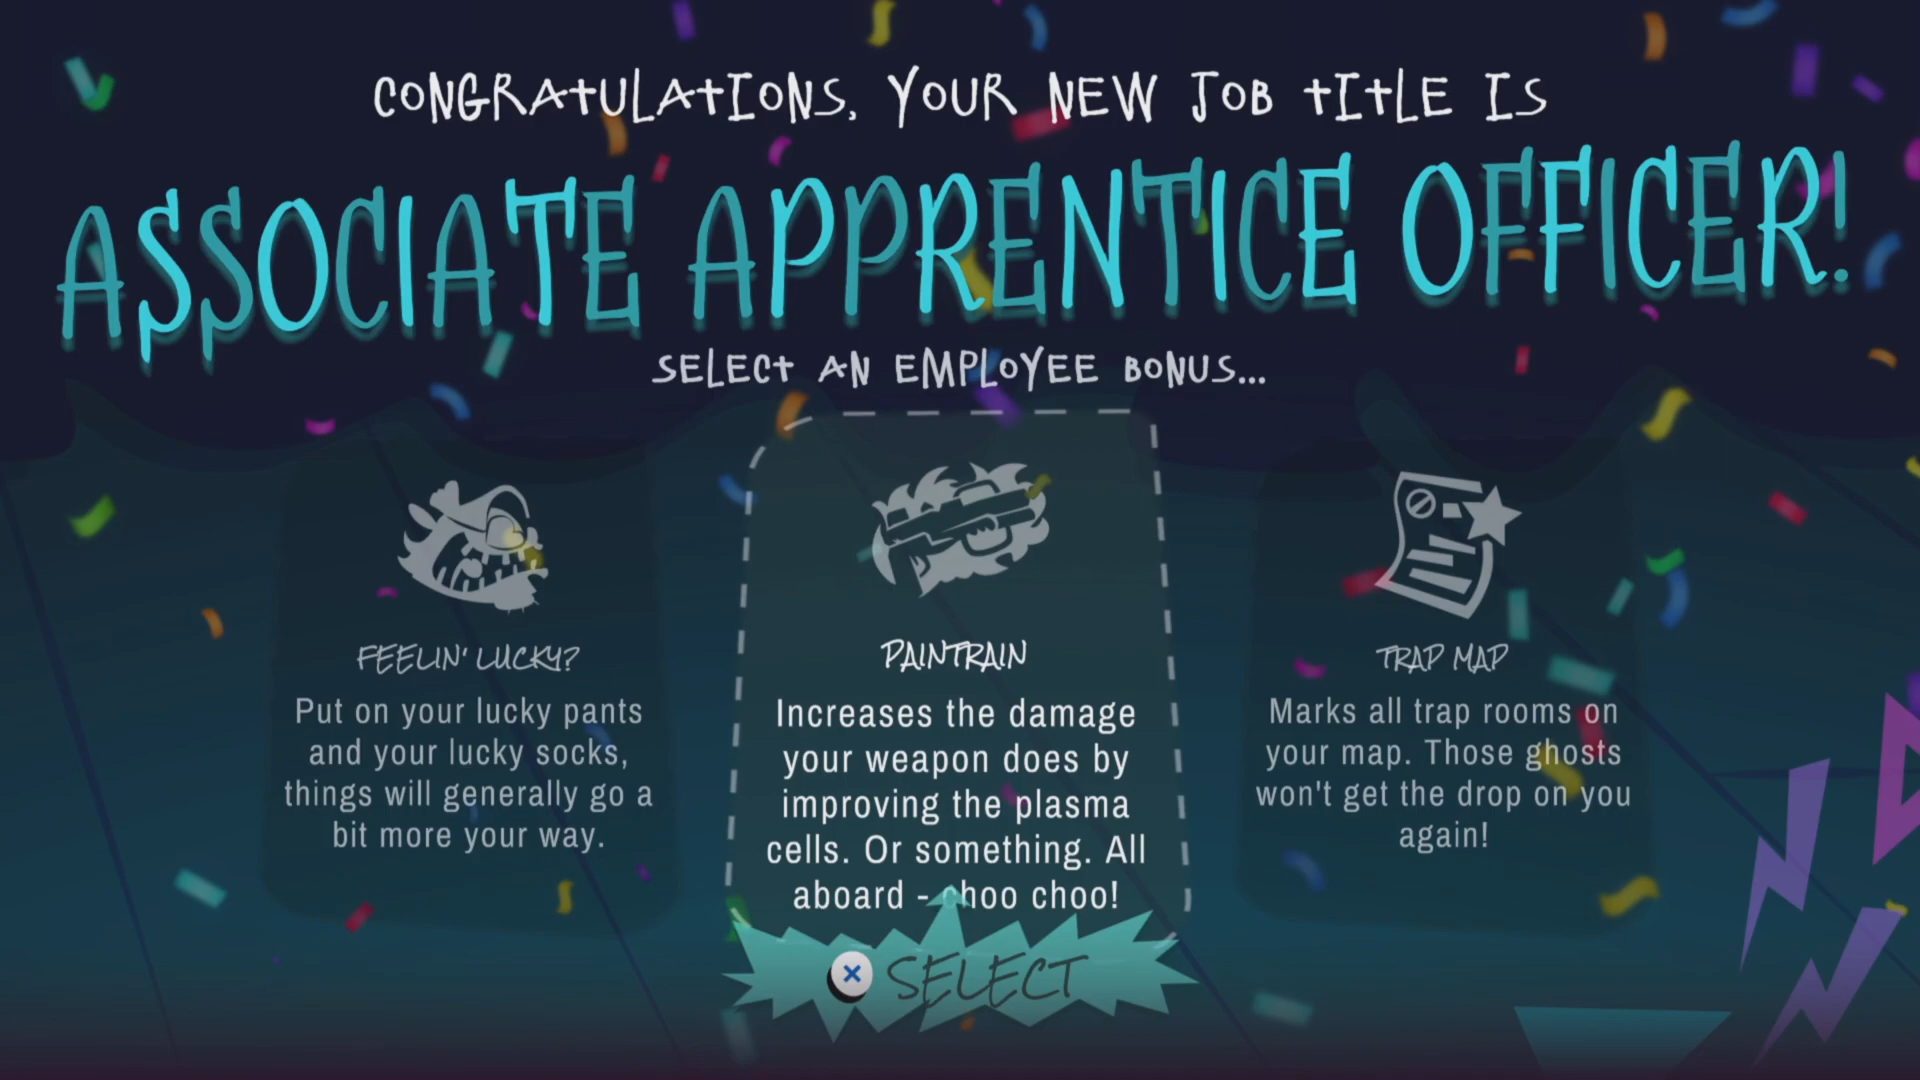 CONGRATULATIONS, YOUR NEW JOB TITLE IS
ASSOCIATE APPRENTICE OFFICER!
SELECT AN EMPLOYEE BONUS...
FEELIN' LUCKY?
Put on your lucky pants
and your lucky socks,
things will generally go a
bit more your way.
PAINTRAIN
Increases the damage
your weapon does by
improving the plasma
cells. Or something. All
aboard - choo choo!
TRAP MAP
Marks all trap rooms on
your map. Those ghosts
won't get the drop on you
again!
SELECT